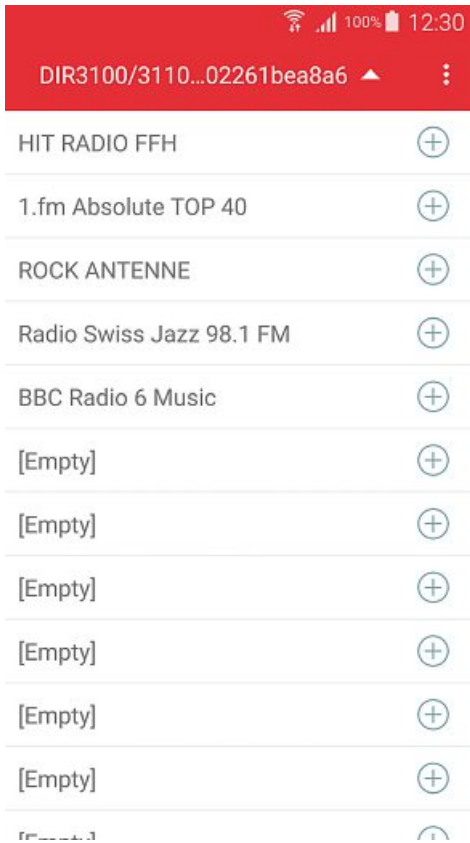 100% 12:30
DIR3100/3110...02261bea8a6
HIT RADIO FFH
1.fm Absolute TOP 40
ROCK ANTENNE
Radio Swiss Jazz 98.1 FM
BBC Radio 6 Music
[Empty]
[Empty]
[Empty]
[Empty]
[Empty]
[Empty]